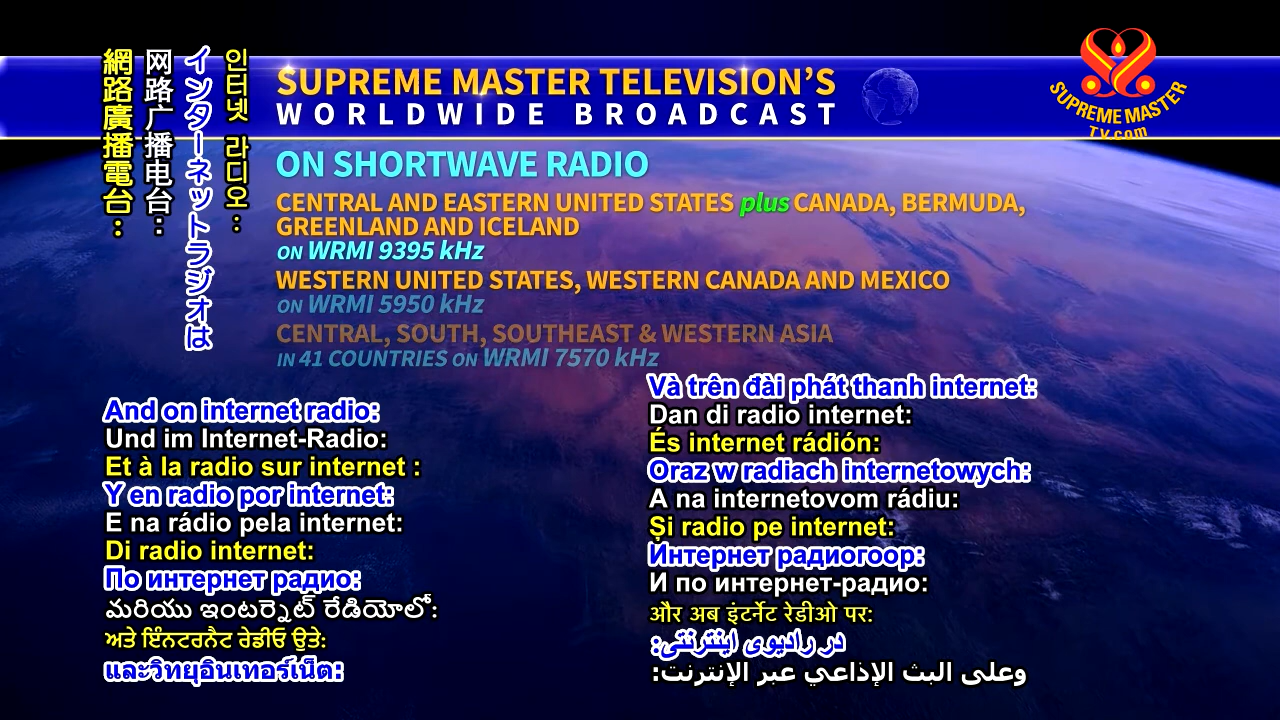 網路廣播電台：
网路广播电台：
インターネットラジオは
인터넷 라디오：
SUPREME MASTER TELEVISION'S
WORLDWIDE BROADCAST
SUPREME MASTER
TV.com
ON SHORTWAVE RADIO
CENTRAL AND EASTERN UNITED STATES plus CANADA, BERMUDA,
GREENLAND AND ICELAND
ON WRMI 9395 kHz
WESTERN UNITED STATES, WESTERN CANADA AND MEXICO
ON WRMI 5950 kHz
CENTRAL, SOUTH, SOUTHEAST & WESTERN ASIA
IN 41 COUNTRIES ON WRMI 7570 kHz
And on internet radio:
Und im Internet-Radio:
Et à la radio sur internet :
Y en radio por internet:
E na rádio pela internet:
Di radio internet:
По интернет радио:
మరియు ఇంటర్నెట్ రేడియోలో:
ਅਤੇ ਇੰਨਟਰਨੈਟ ਰੇਡੀਓ ਉਤੇ:
และวิทยุอินเทอร์เน็ต:
Và trên đài phát thanh internet:
Dan di radio internet:
És internet rádión:
Oraz w radiach internetowych:
A na internetovom rádiu:
Și radio pe internet:
Интернет радиогоор:
И по интернет-радио:
और अब इंटर्नेट रेडीओ पर:
در رادیوی اینترنتی:
وعلى البث الإذاعي عبر الإنترنت: